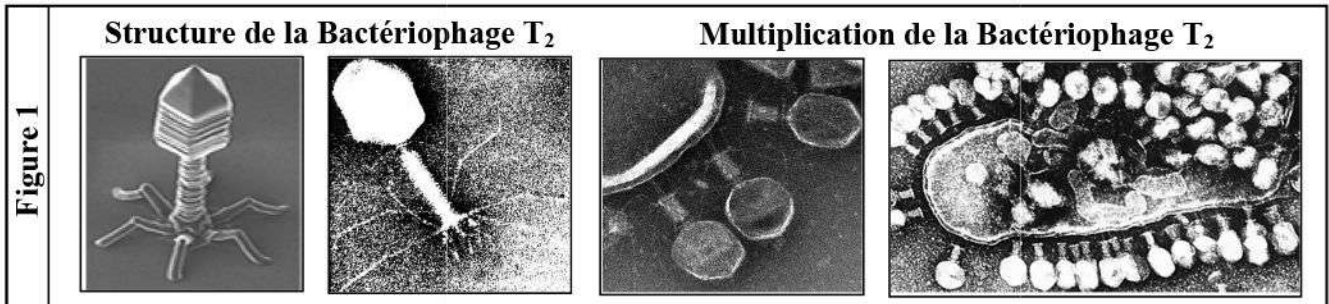 Structure de la Bactériophage T₂
Multiplication de la Bactériophage T₂
Figure 1